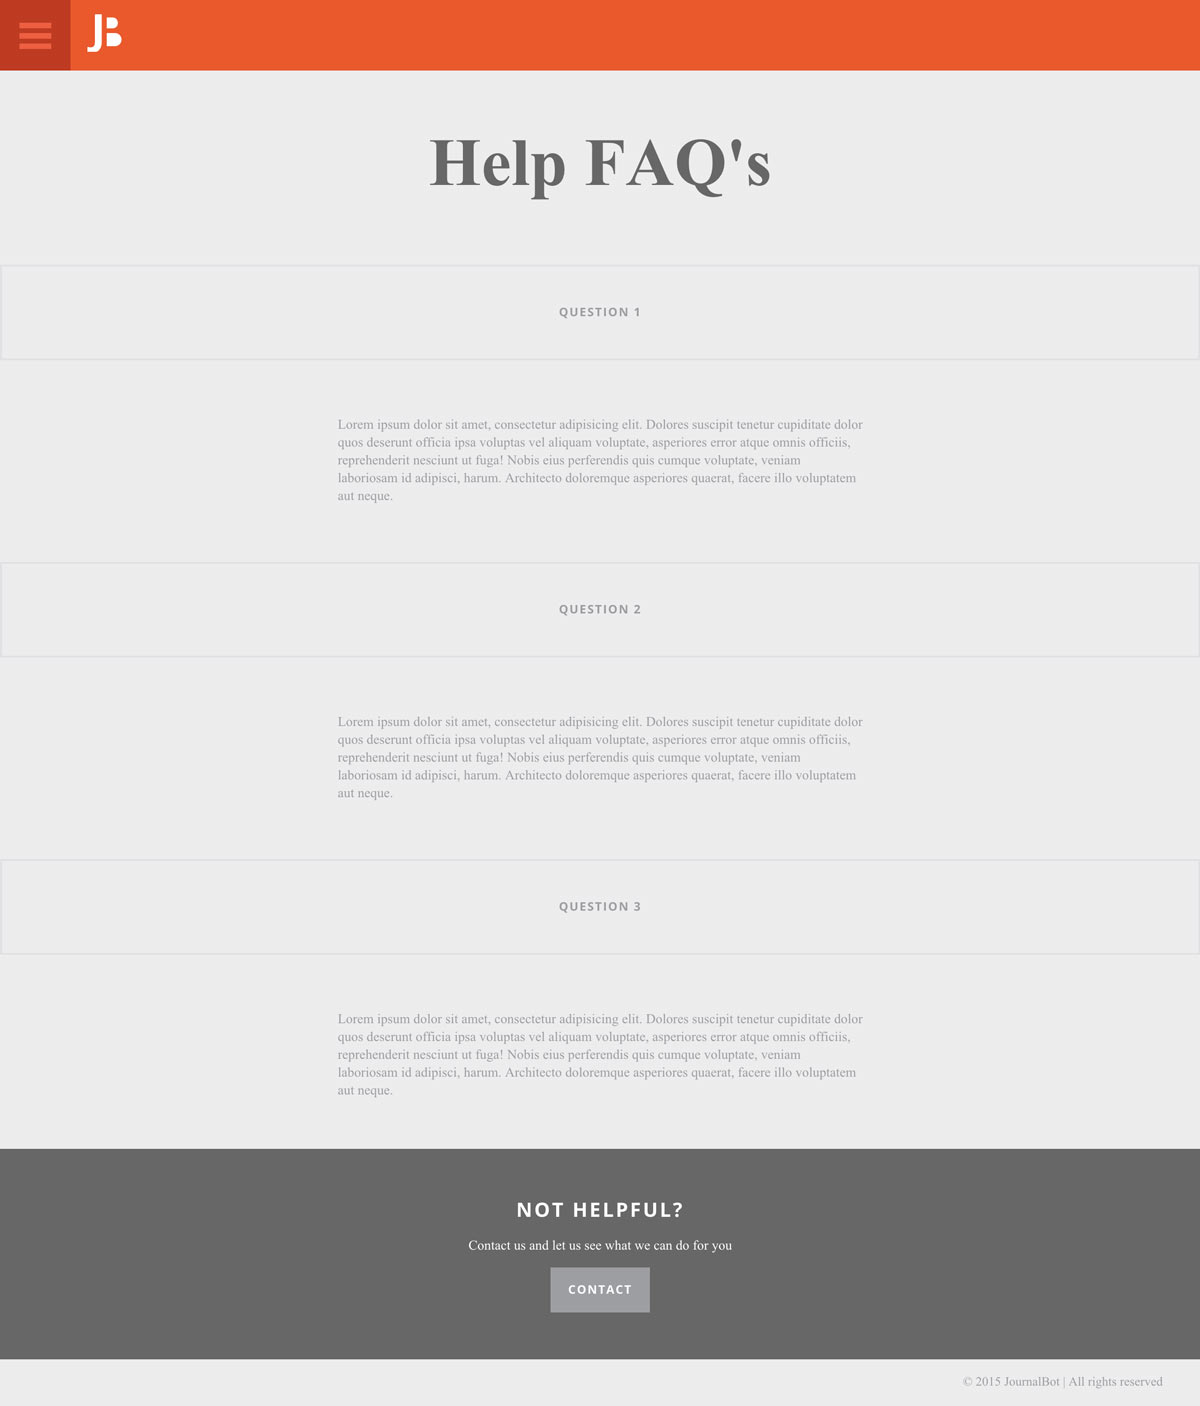 JB
Help FAQ's
QUESTION 1
Lorem ipsum dolor sit amet, consectetur adipisicing elit. Dolores suscipit tenetur cupiditate dolor
quos deserunt officia ipsa voluptas vel aliquam voluptate, asperiores error atque omnis officiis,
reprehenderit nesciunt ut fuga! Nobis eius perferendis quis cumque voluptate, veniam
laboriosam id adipisci, harum. Architecto doloremque asperiores quaerat, facere illo voluptatem
aut neque.
QUESTION 2
Lorem ipsum dolor sit amet, consectetur adipisicing elit. Dolores suscipit tenetur cupiditate dolor
quos deserunt officia ipsa voluptas vel aliquam voluptate, asperiores error atque omnis officiis,
reprehenderit nesciunt ut fuga! Nobis eius perferendis quis cumque voluptate, veniam
laboriosam id adipisci, harum. Architecto doloremque asperiores quaerat, facere illo voluptatem
aut neque.
QUESTION 3
Lorem ipsum dolor sit amet, consectetur adipisicing elit. Dolores suscipit tenetur cupiditate dolor
quos deserunt officia ipsa voluptas vel aliquam voluptate, asperiores error atque omnis officiis,
reprehenderit nesciunt ut fuga! Nobis eius perferendis quis cumque voluptate, veniam
laboriosam id adipisci, harum. Architecto doloremque asperiores quaerat, facere illo voluptatem
aut neque.
NOT HELPFUL?
Contact us and let us see what we can do for you
CONTACT
© 2015 JournalBot | All rights reserved